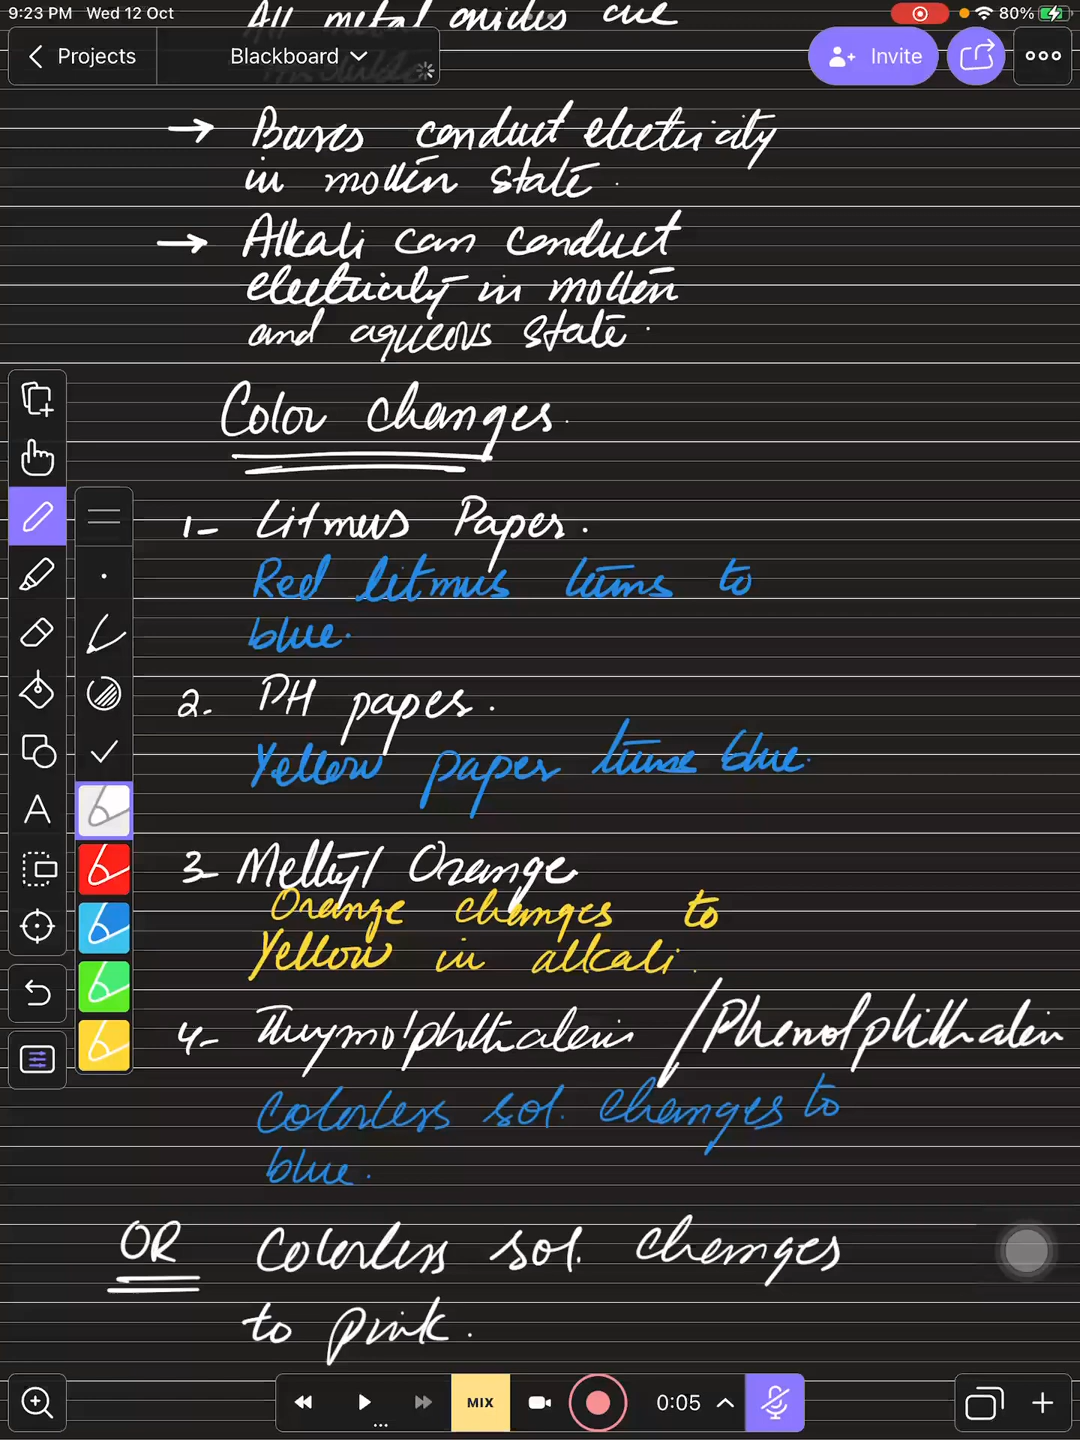 9:23 PM Wed 12 Oct 80%
All metal oxides are
Projects Blackboard Invite
→ Bases conduct electricity
in molten state.
→ Alkali can conduct
electricity in molten
and aqueous state.
Color changes.
1- Litmus Paper.
Red litmus turns to
blue.
2. PH paper.
Yellow paper turns blue.
3- Methyl Orange
Orange changes to
Yellow in alkali.
4- Thymolphthalein / Phenolphthalein
Colorless sol. changes to
blue.
OR Colorless sol. changes
to pink.
MIX 0:05